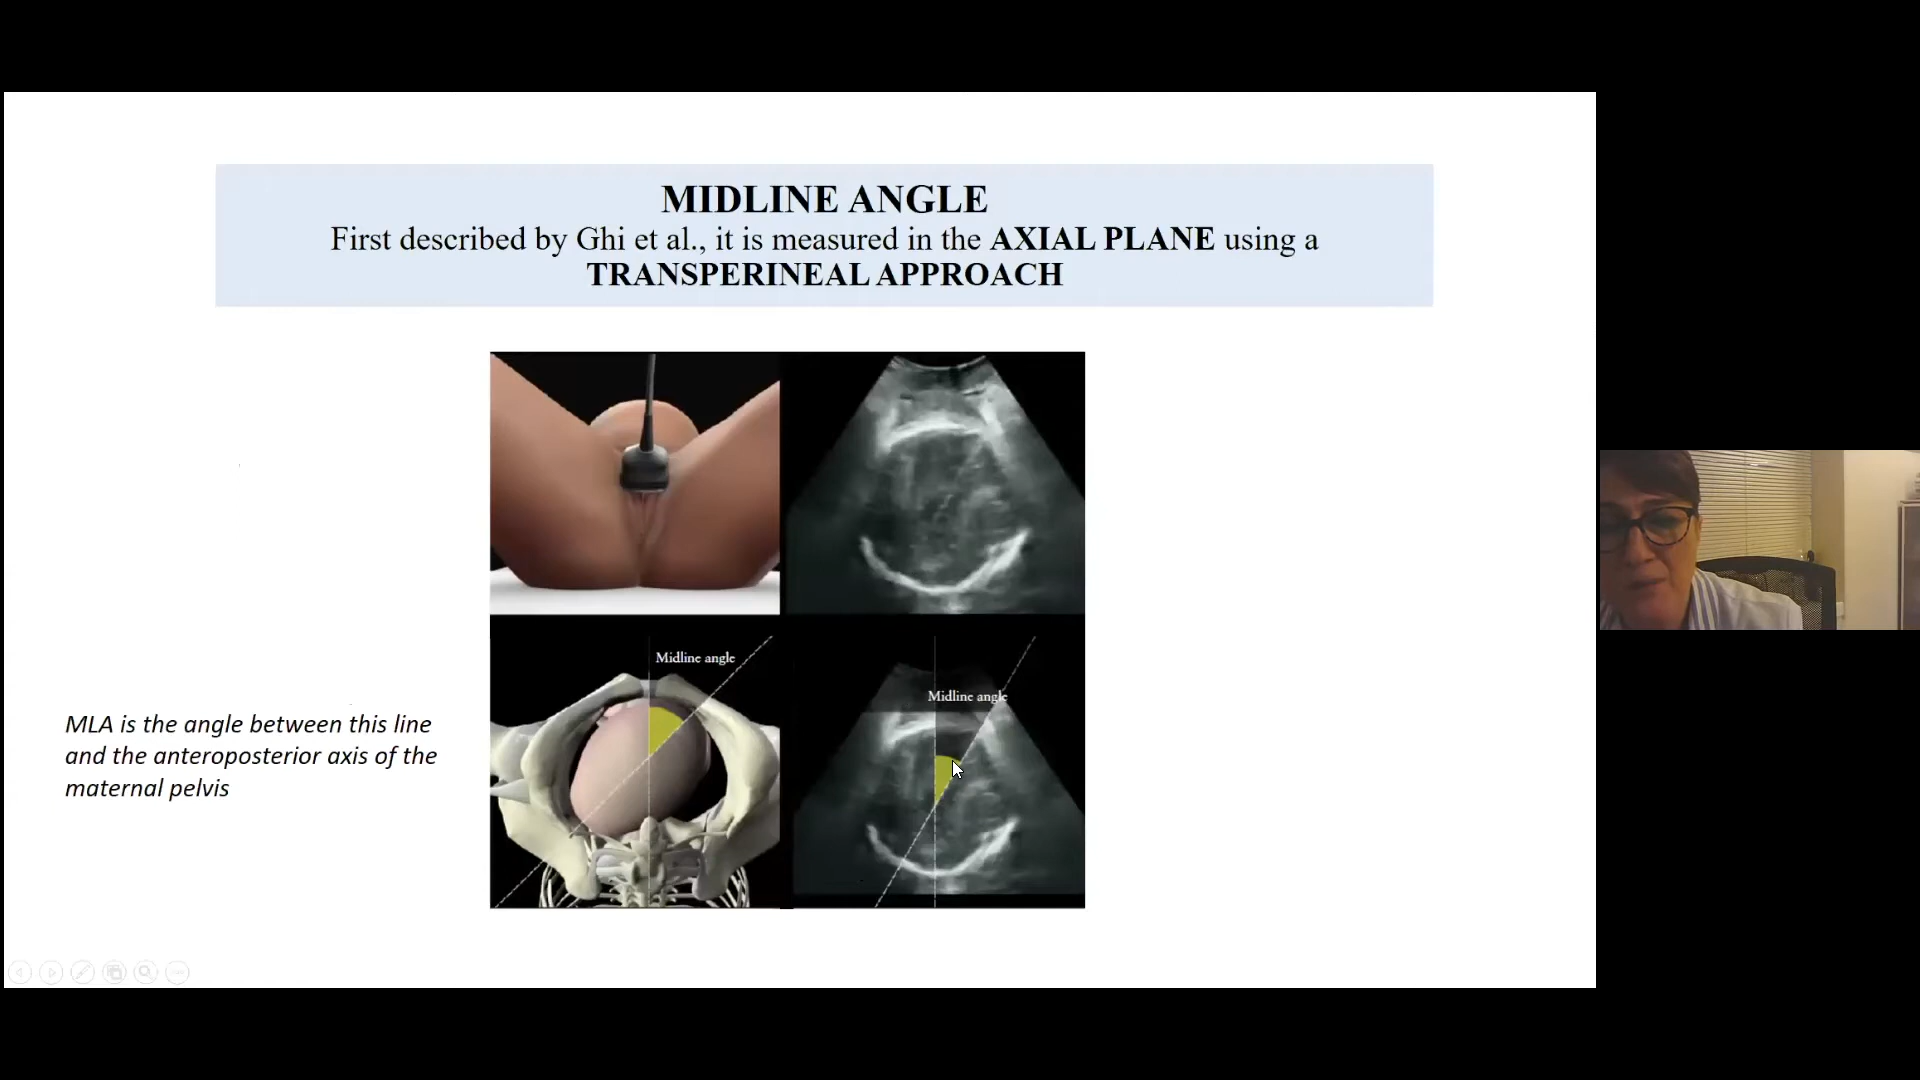 MIDLINE ANGLE
First described by Ghi et al., it is measured in the AXIAL PLANE using a
TRANSPERINEAL APPROACH
Midline angle
Midline angle
MLA is the angle between this line
and the anteroposterior axis of the
maternal pelvis